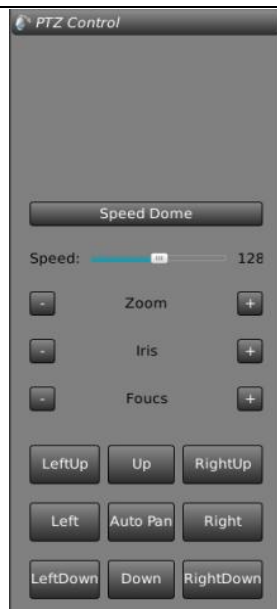 PTZ Control
Speed Dome
Speed: 128
- Zoom +
- Iris +
- Foucs +
LeftUp Up RightUp
Left Auto Pan Right
LeftDown Down RightDown